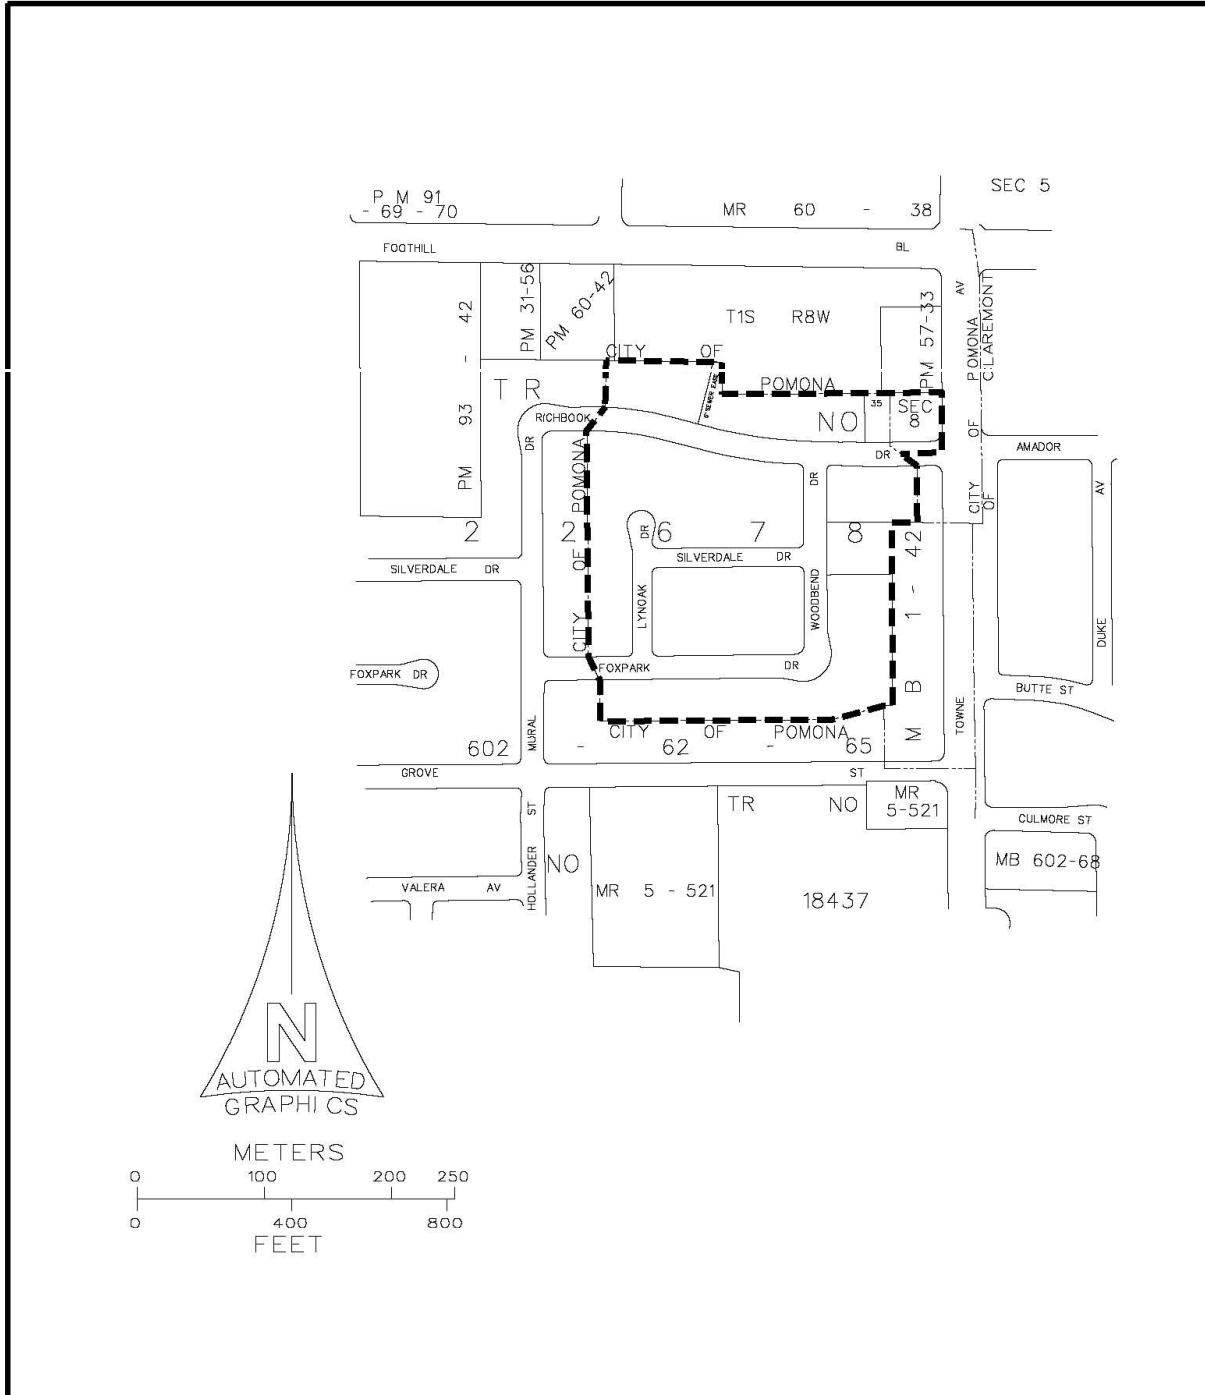 SEC 5
P M 91
- 69 - 70
MR 60 - 38
FOOTHILL BL
PM 31-56
PM 60-42
PM 93 - 42
T1S R8W
PM 57-33
AV
POMONA
CLAREMONT
CITY OF
CITY OF
CITY OF POMONA
TR NO
35
SEC 8
RICHBOOK DR
DR
AMADOR
AV
DUKE
CITY OF POMONA
2 2 6 7 8
DR
LYNOAK
SILVERDALE DR
SILVERDALE DR
DR
WOODBEND
M B 1 - 42
FOXPARK DR
FOXPARK DR
BUTTE ST
TOWNE
MURAL
CITY OF POMONA
602 - 62 - 65
GROVE ST
TR NO
MR
5-521
CULMORE ST
HOLLANDER ST
NO
MR 5 - 521
18437
MB 602-68
VALERA AV
N
AUTOMATED
GRAPHICS
METERS
0 100 200 250
0 400 800
FEET